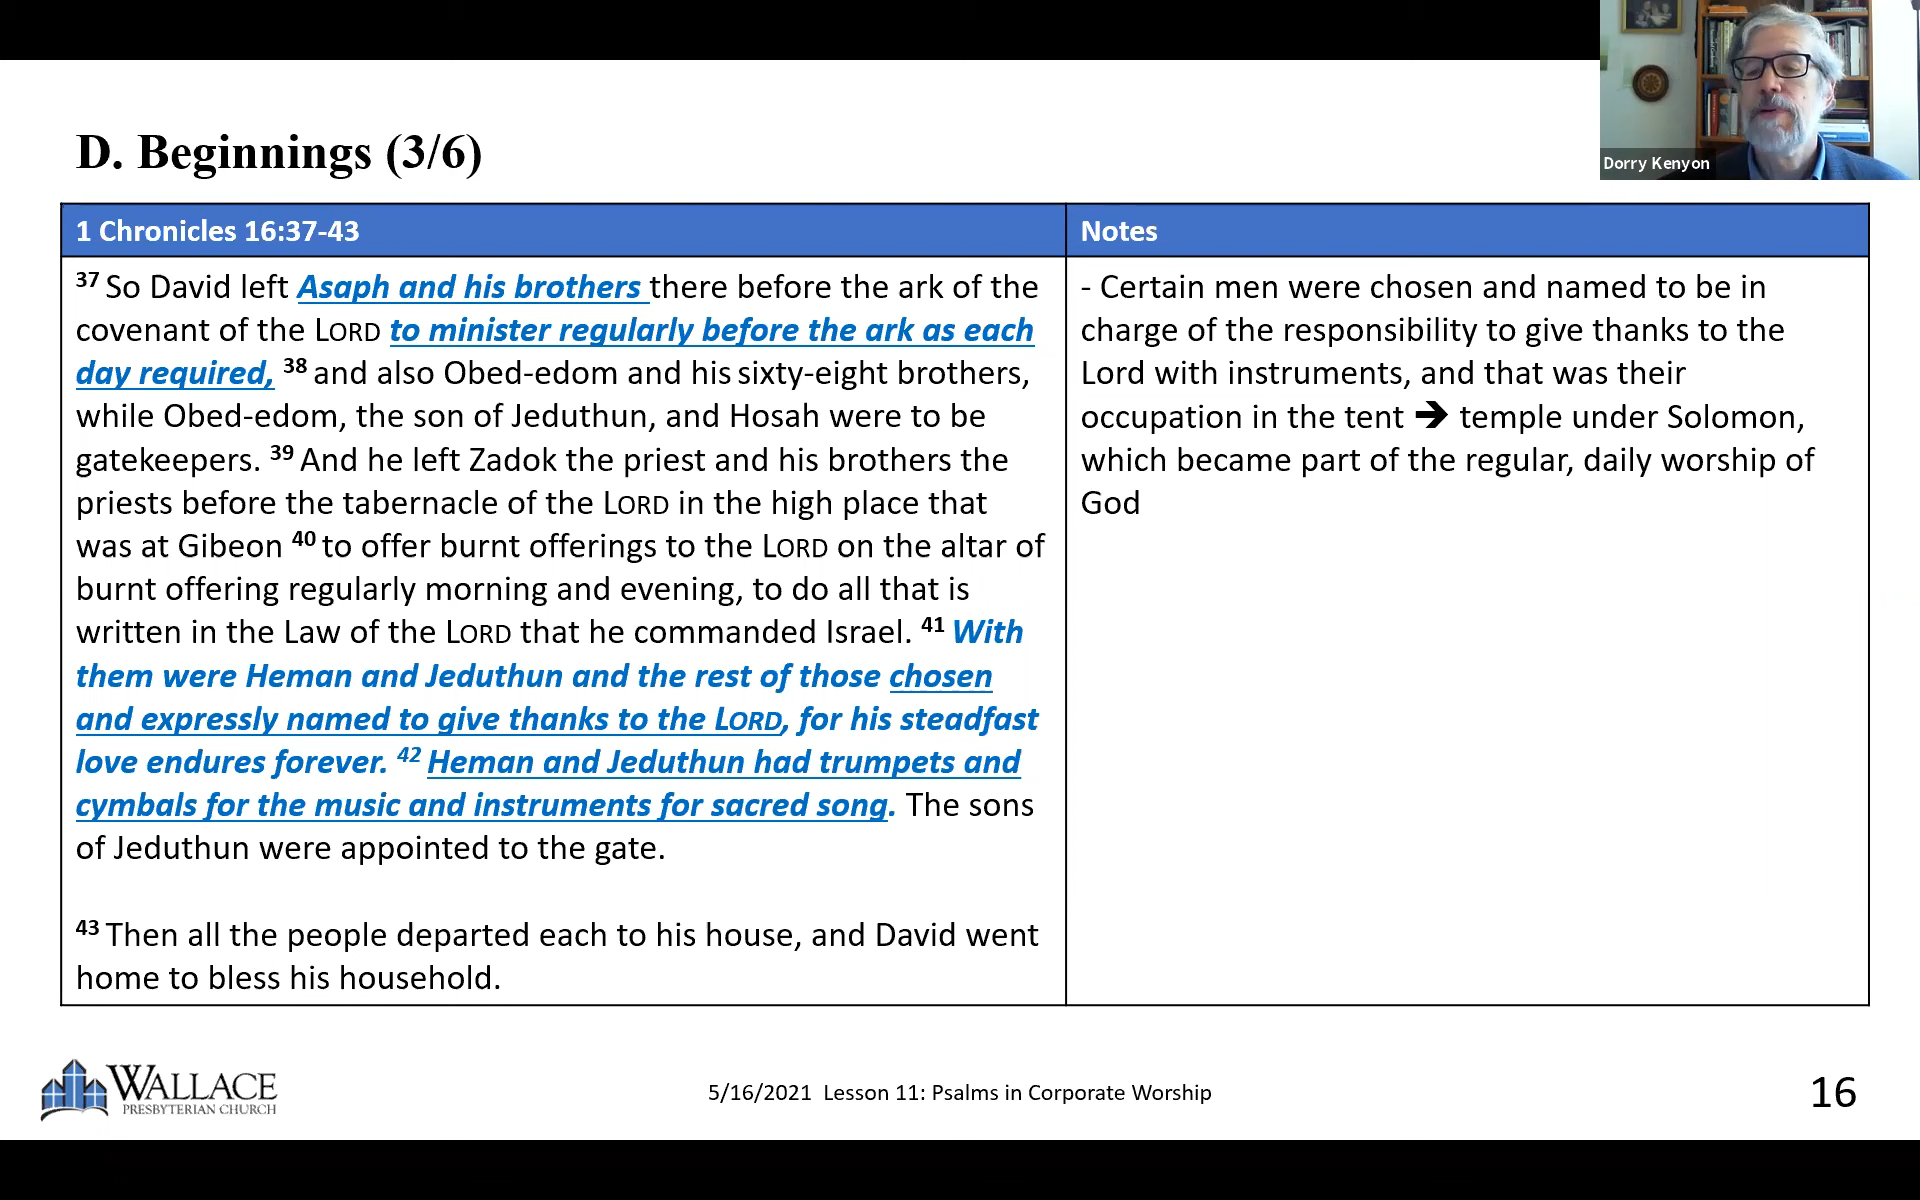 Dorry Kenyon
D. Beginnings (3/6)
1 Chronicles 16:37-43
37 So David left Asaph and his brothers there before the ark of the
covenant of the LORD to minister regularly before the ark as each
day required, 38 and also Obed-edom and his sixty-eight brothers,
while Obed-edom, the son of Jeduthun, and Hosah were to be
gatekeepers. 39 And he left Zadok the priest and his brothers the
priests before the tabernacle of the LORD in the high place that
was at Gibeon 40 to offer burnt offerings to the LORD on the altar of
burnt offering regularly morning and evening, to do all that is
written in the Law of the LORD that he commanded Israel. 41 With
them were Heman and Jeduthun and the rest of those chosen
and expressly named to give thanks to the LORD, for his steadfast
love endures forever. 42 Heman and Jeduthun had trumpets and
cymbals for the music and instruments for sacred song. The sons
of Jeduthun were appointed to the gate.
43 Then all the people departed each to his house, and David went
home to bless his household.
Notes
- Certain men were chosen and named to be in
charge of the responsibility to give thanks to the
Lord with instruments, and that was their
occupation in the tent ➔ temple under Solomon,
which became part of the regular, daily worship of
God
WALLACE
PRESBYTERIAN CHURCH
5/16/2021 Lesson 11: Psalms in Corporate Worship
16